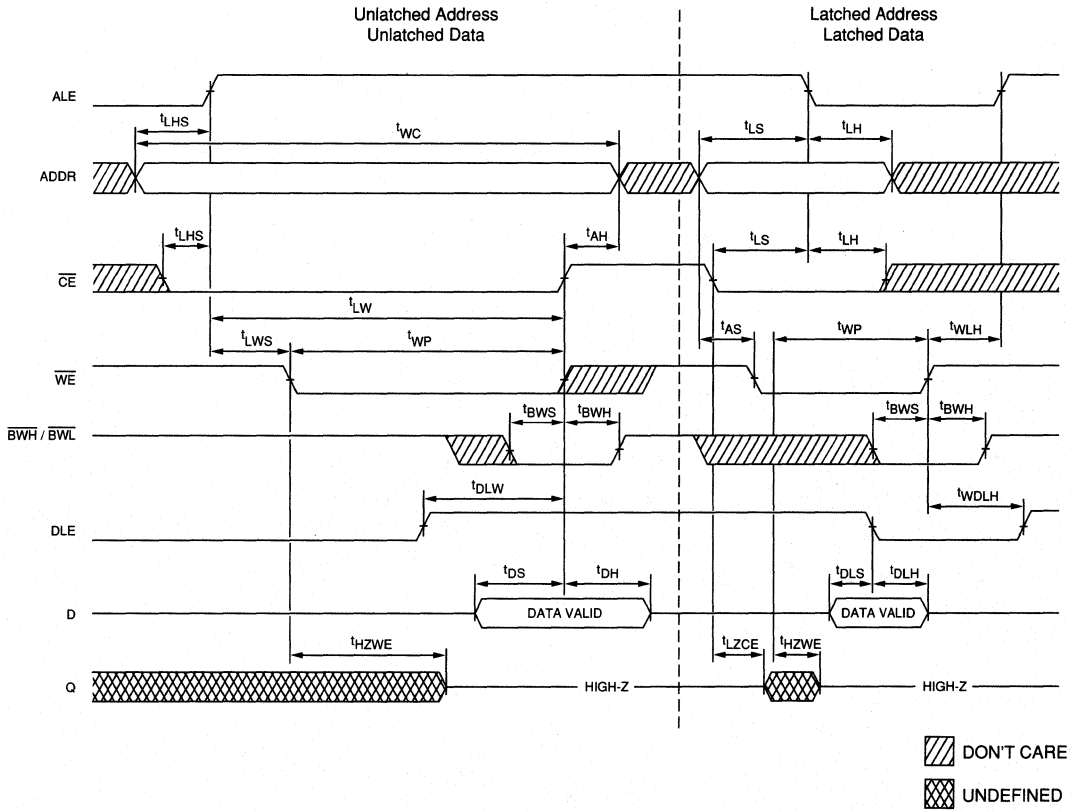 Unlatched Address
Unlatched Data
Latched Address
Latched Data
ALE
tLHS
tWC
tLS
tLH
ADDR
tLHS
tAH
tLS
tLH
CE
tLW
tLWS
tWP
tAS
tWP
tWLH
WE
tBWS
tBWH
tBWS
tBWH
BWH / BWL
tDLW
tWDLH
DLE
tDS
tDH
tDLS
tDLH
D
DATA VALID
DATA VALID
tHZWE
tLZCE
tHZWE
Q
HIGH-Z
HIGH-Z
DON'T CARE
UNDEFINED